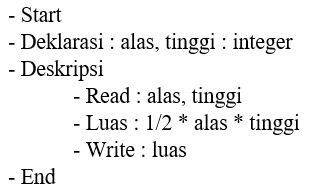 - Start
- Deklarasi : alas, tinggi : integer
- Deskripsi
- Read : alas, tinggi
- Luas : 1/2 * alas * tinggi
- Write : luas
- End